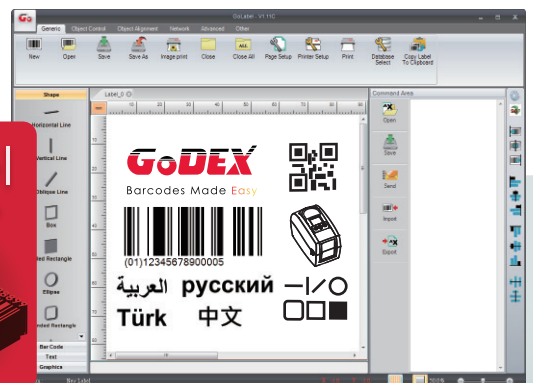 Go
GoLabel - V1.11C
Generic Object Control Object Alignment Network Advanced Other
New Open Save Save As Image print Close Close All Page Setup Printer Setup Print Database Select Copy Label To Clipboard
Shape
Label_0
Command Area
Horizontal Line
Vertical Line
Oblique Line
Box
Ellipse
Bar Code
Text
Graphics
GoDEX
Barcodes Made Easy
(01)12345678900005
العربية русский
Türk 中文
Open
Save
Send
Import
Export
New Label